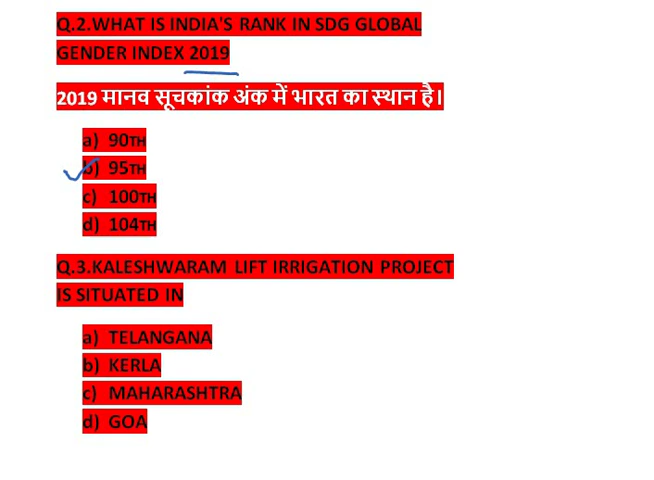 Q.2.WHAT IS INDIA'S RANK IN SDG GLOBAL
GENDER INDEX 2019
2019 मानव सूचकांक अंक में भारत का स्थान है।
a) 90TH
b) 95TH
c) 100TH
d) 104TH
Q.3.KALESHWARAM LIFT IRRIGATION PROJECT
IS SITUATED IN
a) TELANGANA
b) KERLA
c) MAHARASHTRA
d) GOA